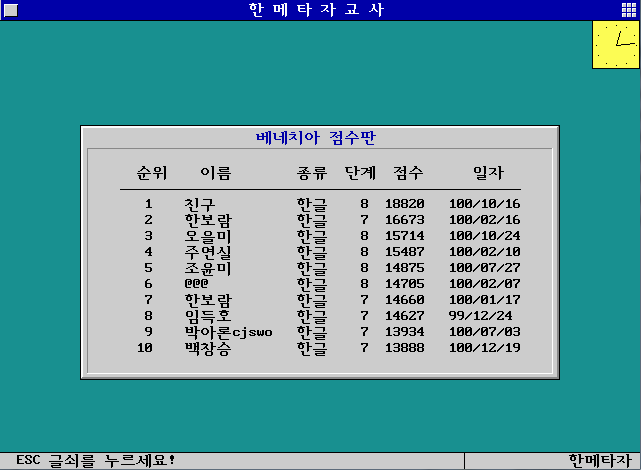 한 메 타 자 교 사
베네치아 점수판
순위 이름 종류 단계 점수 일자
1 친구 한글 8 18820 100/10/16
2 한보람 한글 7 16673 100/02/16
3 오을미 한글 8 15714 100/10/24
4 주연실 한글 8 15487 100/02/10
5 조윤미 한글 8 14875 100/07/27
6 @@@ 한글 8 14705 100/02/07
7 한보람 한글 7 14660 100/01/17
8 임득호 한글 7 14627 99/12/24
9 박아론cjswo 한글 7 13934 100/07/03
10 백창승 한글 7 13888 100/12/19
ESC 글쇠를 누르세요! 한메타자